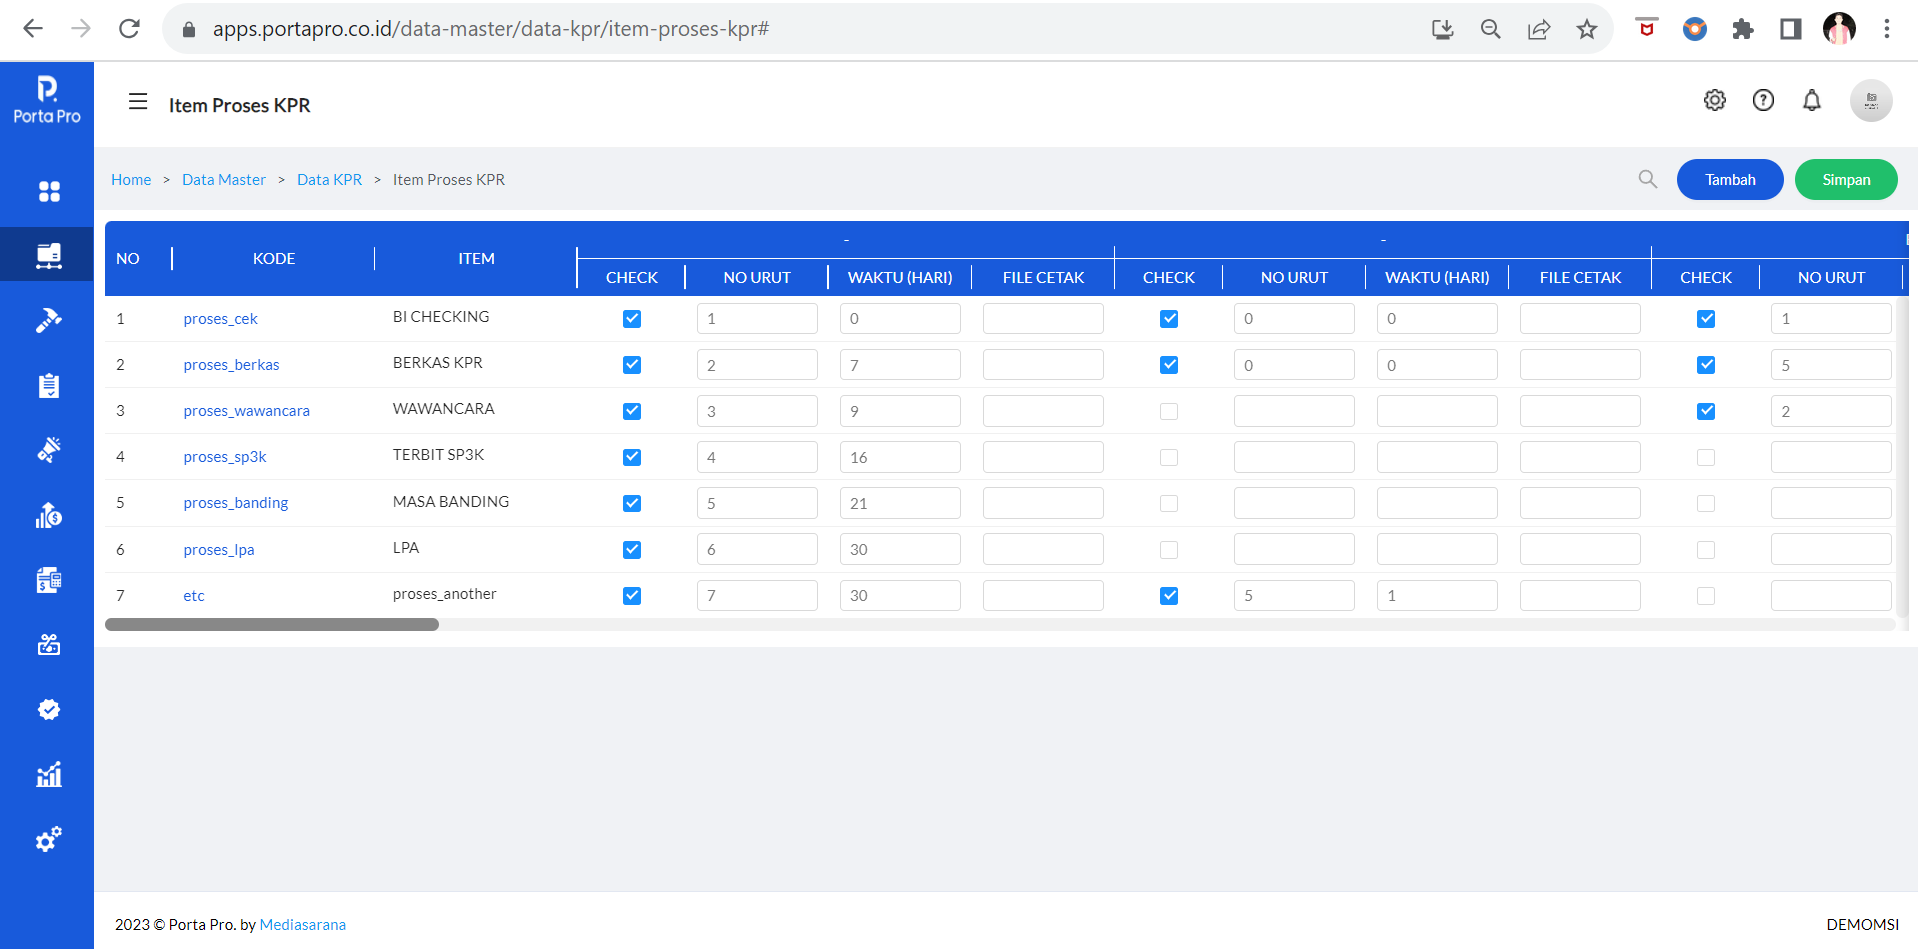 apps.portapro.co.id/data-master/data-kpr/item-proses-kpr#
Porta Pro
Item Proses KPR
Home > Data Master > Data KPR > Item Proses KPR
Tambah
Simpan
- -
NO KODE ITEM
CHECK NO URUT WAKTU (HARI) FILE CETAK CHECK NO URUT WAKTU (HARI) FILE CETAK CHECK NO URUT
1 proses_cek BI CHECKING 1 0 0 0 1
2 proses_berkas BERKAS KPR 2 7 0 0 5
3 proses_wawancara WAWANCARA 3 9 2
4 proses_sp3k TERBIT SP3K 4 16
5 proses_banding MASA BANDING 5 21
6 proses_lpa LPA 6 30
7 etc proses_another 7 30 5 1
2023 © Porta Pro. by Mediasarana
DEMOMSI